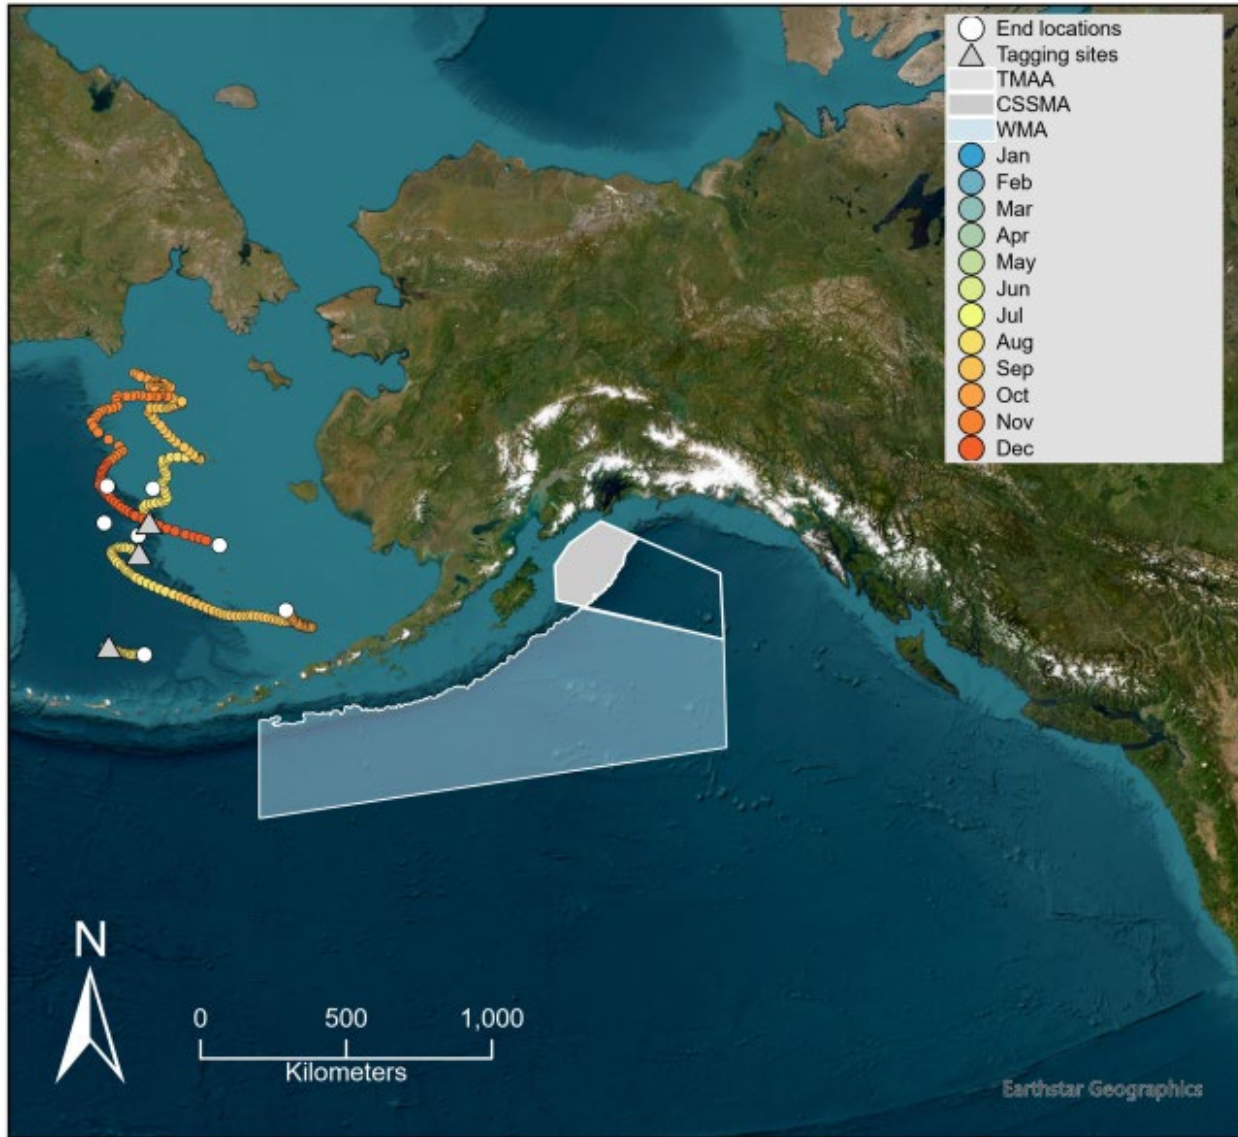 End locations
Tagging sites
TMAA
CSSMA
WMA
Jan
Feb
Mar
Apr
May
Jun
Jul
Aug
Sep
Oct
Nov
Dec
N
0 500 1,000
Kilometers
Earthstar Geographics